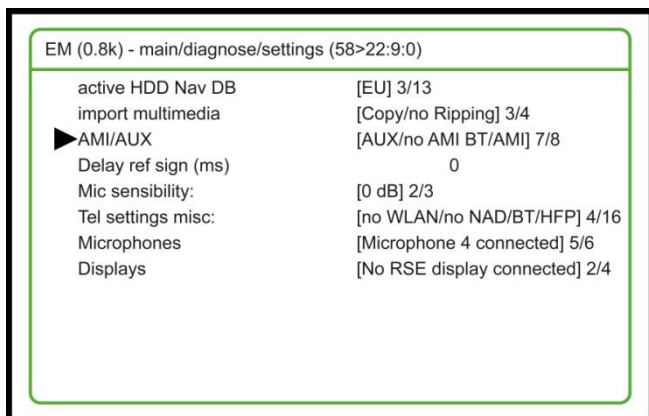 EM (0.8k) - main/diagnose/settings (58>22:9:0)
active HDD Nav DB [EU] 3/13
import multimedia [Copy/no Ripping] 3/4
AMI/AUX [AUX/no AMI BT/AMI] 7/8
Delay ref sign (ms) 0
Mic sensibility: [0 dB] 2/3
Tel settings misc: [no WLAN/no NAD/BT/HFP] 4/16
Microphones [Microphone 4 connected] 5/6
Displays [No RSE display connected] 2/4